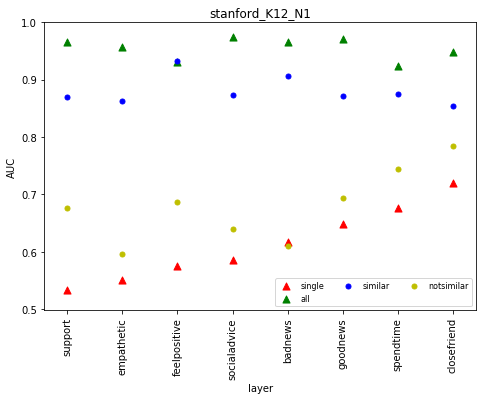 stanford_K12_N1
1.0
0.9
0.8
0.7
0.6
0.5
AUC
single
all
similar
notsimilar
support
empathetic
feelpositive
socialadvice
badnews
goodnews
spendtime
closefriend
layer